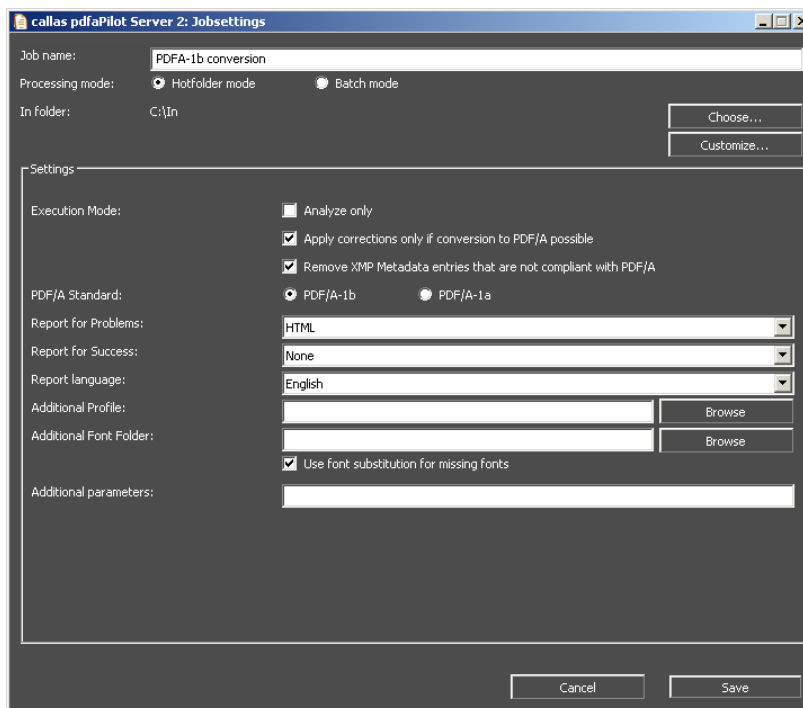 callas pdfaPilot Server 2: Jobsettings
Job name: PDFA-1b conversion
Processing mode: Hotfolder mode Batch mode
In folder: C:\In Choose...
Customize...
Settings
Execution Mode: Analyze only
Apply corrections only if conversion to PDF/A possible
Remove XMP Metadata entries that are not compliant with PDF/A
PDF/A Standard: PDF/A-1b PDF/A-1a
Report for Problems: HTML
Report for Success: None
Report language: English
Additional Profile: Browse
Additional Font Folder: Browse
Use font substitution for missing fonts
Additional parameters:
Cancel Save